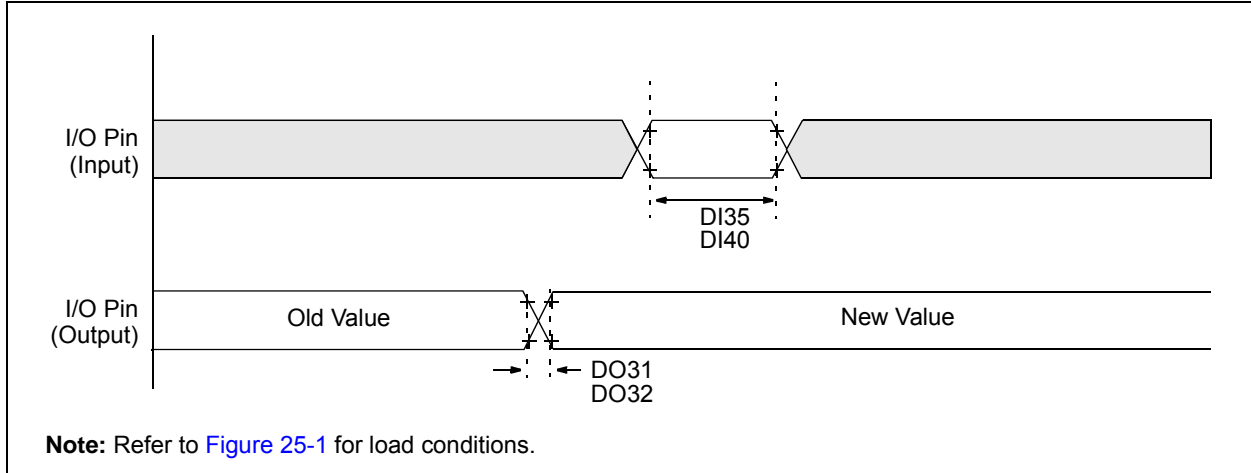 I/O Pin
(Input)
DI35
DI40
I/O Pin
(Output)
Old Value
New Value
DO31
DO32
Note: Refer to Figure 25-1 for load conditions.